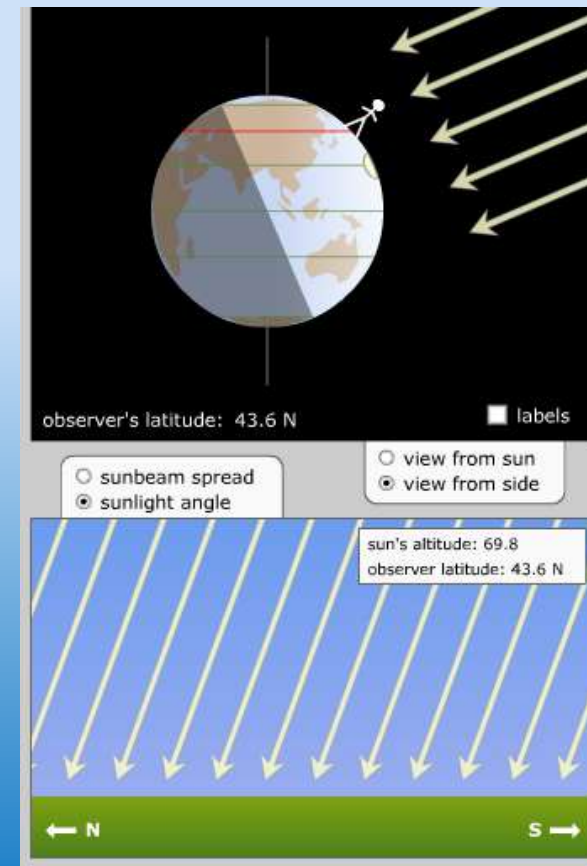 observer's latitude: 43.6 N
labels
sunbeam spread
sunlight angle
view from sun
view from side
sun's altitude: 69.8
observer latitude: 43.6 N
N
S